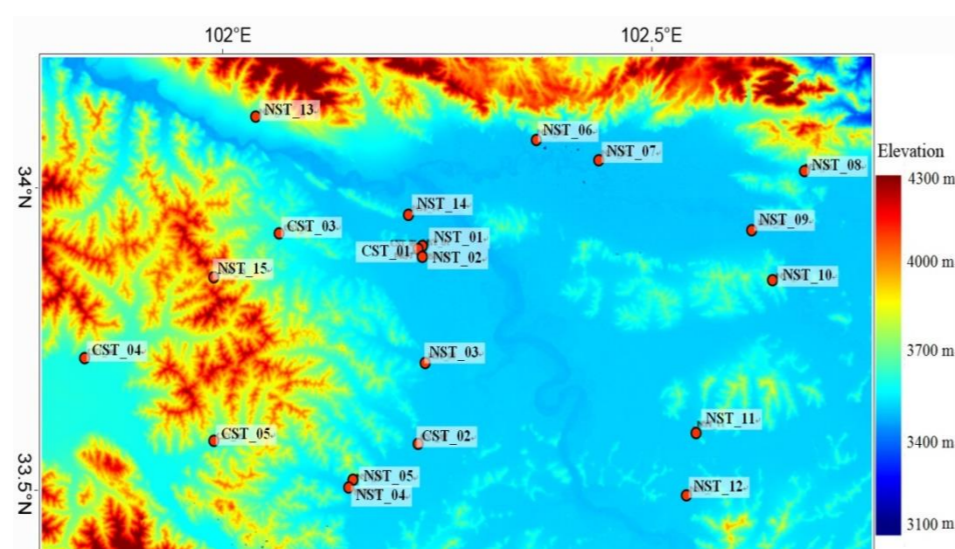 102°E
102.5°E
34°N
33.5°N
NST_13
NST_06
NST_07
NST_08
NST_14
NST_09
CST_03
NST_01
CST_01
NST_02
NST_15
NST_10
CST_04
NST_03
NST_11
CST_05
CST_02
NST_05
NST_04
NST_12
Elevation
4300 m
4000 m
3700 m
3400 m
3100 m